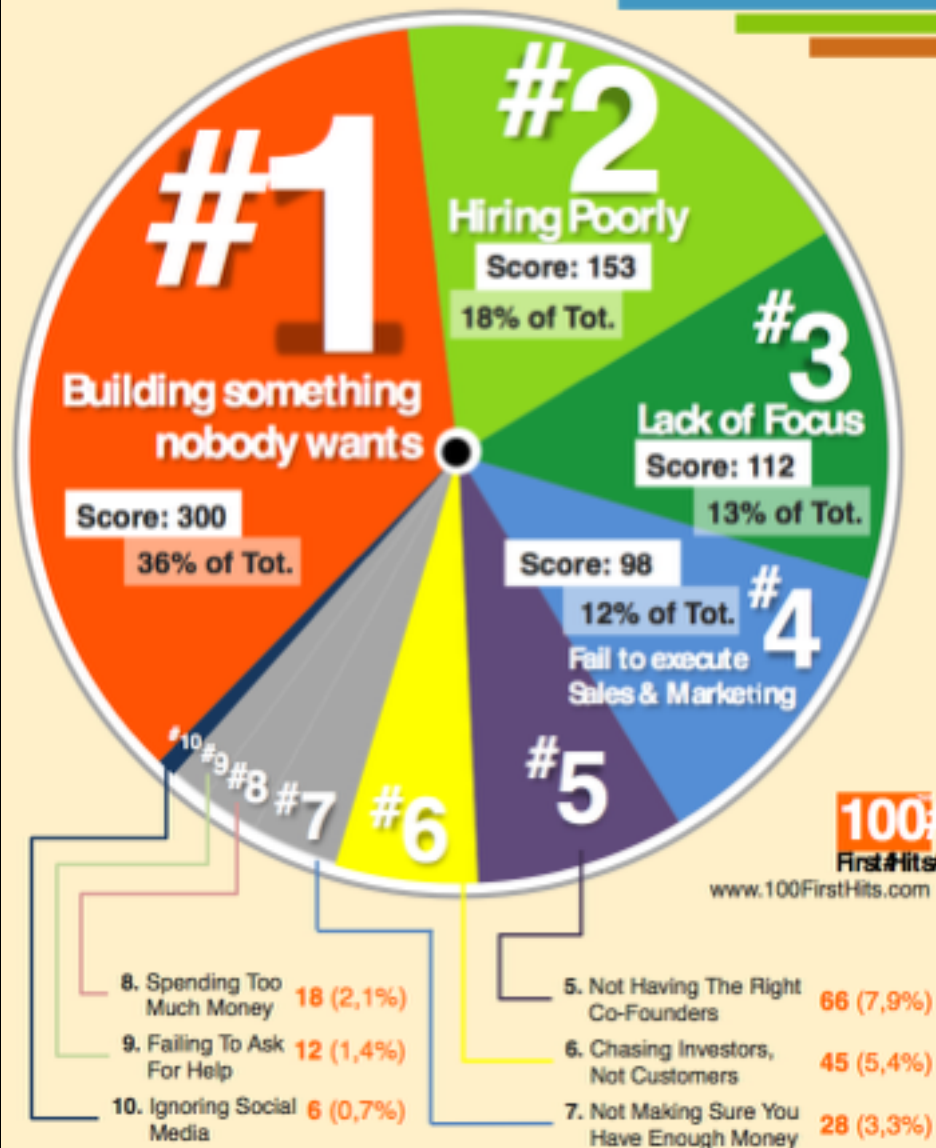 #1
Building something
nobody wants
Score: 300
36% of Tot.
#2
Hiring Poorly
Score: 153
18% of Tot.
#3
Lack of Focus
Score: 112
13% of Tot.
Score: 98
12% of Tot.
#4
Fail to execute
Sales & Marketing
#5
#6
#7
#8
#9
#10
100
First#Hits
www.100FirstHits.com
8. Spending Too
Much Money 18 (2,1%)
9. Failing To Ask
For Help 12 (1,4%)
10. Ignoring Social
Media 6 (0,7%)
5. Not Having The Right
Co-Founders 66 (7,9%)
6. Chasing Investors,
Not Customers 45 (5,4%)
7. Not Making Sure You
Have Enough Money 28 (3,3%)